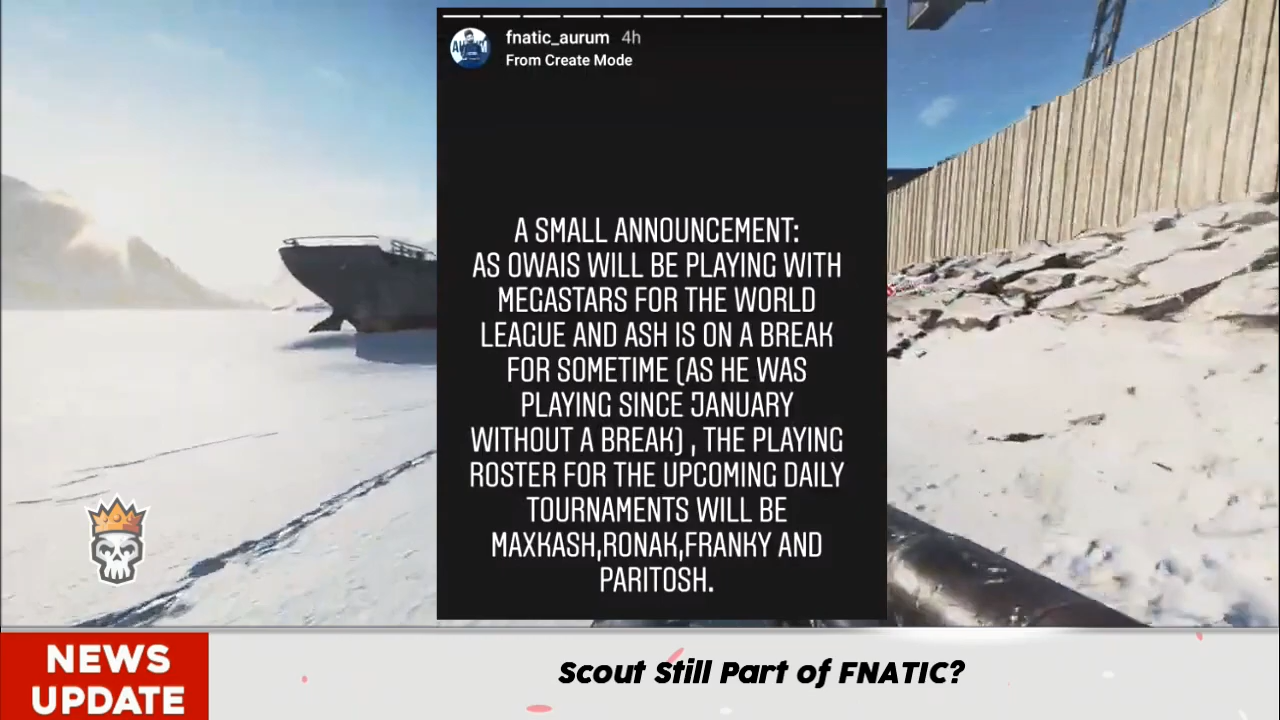 fnatic_aurum 4h
From Create Mode
A SMALL ANNOUNCEMENT:
AS OWAIS WILL BE PLAYING WITH
MEGASTARS FOR THE WORLD
LEAGUE AND ASH IS ON A BREAK
FOR SOMETIME (AS HE WAS
PLAYING SINCE JANUARY
WITHOUT A BREAK) , THE PLAYING
ROSTER FOR THE UPCOMING DAILY
TOURNAMENTS WILL BE
MAXKASH,RONAK,FRANKY AND
PARITOSH.
NEWS
UPDATE
Scout Still Part of FNATIC?